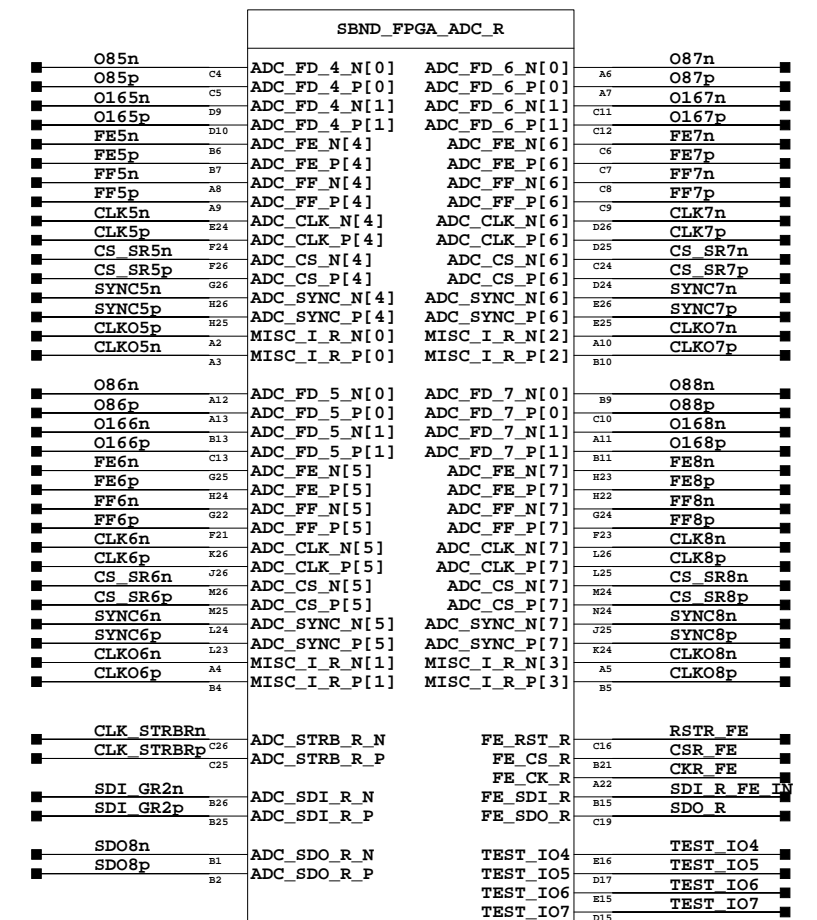 SBND_FPGA_ADC_R
O85n C4 ADC_FD_4_N[0] ADC_FD_6_N[0] A6 O87n
O85p C5 ADC_FD_4_P[0] ADC_FD_6_P[0] A7 O87p
O165n D9 ADC_FD_4_N[1] ADC_FD_6_N[1] C11 O167n
O165p D10 ADC_FD_4_P[1] ADC_FD_6_P[1] C12 O167p
FE5n B6 ADC_FE_N[4] ADC_FE_N[6] C6 FE7n
FE5p B7 ADC_FE_P[4] ADC_FE_P[6] C7 FE7p
FF5n A8 ADC_FF_N[4] ADC_FF_N[6] C8 FF7n
FF5p A9 ADC_FF_P[4] ADC_FF_P[6] C9 FF7p
CLK5n E24 ADC_CLK_N[4] ADC_CLK_N[6] D26 CLK7n
CLK5p F24 ADC_CLK_P[4] ADC_CLK_P[6] D25 CLK7p
CS_SR5n F26 ADC_CS_N[4] ADC_CS_N[6] C24 CS_SR7n
CS_SR5p G26 ADC_CS_P[4] ADC_CS_P[6] D24 CS_SR7p
SYNC5n H26 ADC_SYNC_N[4] ADC_SYNC_N[6] E26 SYNC7n
SYNC5p H25 ADC_SYNC_P[4] ADC_SYNC_P[6] E25 SYNC7p
CLKO5p A2 MISC_I_R_N[0] MISC_I_R_N[2] A10 CLKO7n
CLKO5n A3 MISC_I_R_P[0] MISC_I_R_P[2] B10 CLKO7p
O86n A12 ADC_FD_5_N[0] ADC_FD_7_N[0] B9 O88n
O86p A13 ADC_FD_5_P[0] ADC_FD_7_P[0] C10 O88p
O166n B13 ADC_FD_5_N[1] ADC_FD_7_N[1] A11 O168n
O166p C13 ADC_FD_5_P[1] ADC_FD_7_P[1] B11 O168p
FE6n G25 ADC_FE_N[5] ADC_FE_N[7] H23 FE8n
FE6p H24 ADC_FE_P[5] ADC_FE_P[7] H22 FE8p
FF6n G22 ADC_FF_N[5] ADC_FF_N[7] G24 FF8n
FF6p F21 ADC_FF_P[5] ADC_FF_P[7] F23 FF8p
CLK6n K26 ADC_CLK_N[5] ADC_CLK_N[7] L26 CLK8n
CLK6p J26 ADC_CLK_P[5] ADC_CLK_P[7] L25 CLK8p
CS_SR6n M26 ADC_CS_N[5] ADC_CS_N[7] M24 CS_SR8n
CS_SR6p M25 ADC_CS_P[5] ADC_CS_P[7] N24 CS_SR8p
SYNC6n L24 ADC_SYNC_N[5] ADC_SYNC_N[7] J25 SYNC8n
SYNC6p L23 ADC_SYNC_P[5] ADC_SYNC_P[7] K24 SYNC8p
CLKO6n A4 MISC_I_R_N[1] MISC_I_R_N[3] A5 CLKO8n
CLKO6p B4 MISC_I_R_P[1] MISC_I_R_P[3] B5 CLKO8p
CLK_STRBRn C26 ADC_STRB_R_N FE_RST_R C16 RSTR_FE
CLK_STRBRp C25 ADC_STRB_R_P FE_CS_R B21 CSR_FE
FE_CK_R A22 CKR_FE
SDI_GR2n B26 ADC_SDI_R_N FE_SDI_R B15 SDI_R_FE_IN
SDI_GR2p B25 ADC_SDI_R_P FE_SDO_R C19 SDO_R
SDO8n B1 ADC_SDO_R_N TEST_IO4 E16 TEST_IO4
SDO8p B2 ADC_SDO_R_P TEST_IO5 D17 TEST_IO5
TEST_IO6 E15 TEST_IO6
TEST_IO7 D15 TEST_IO7